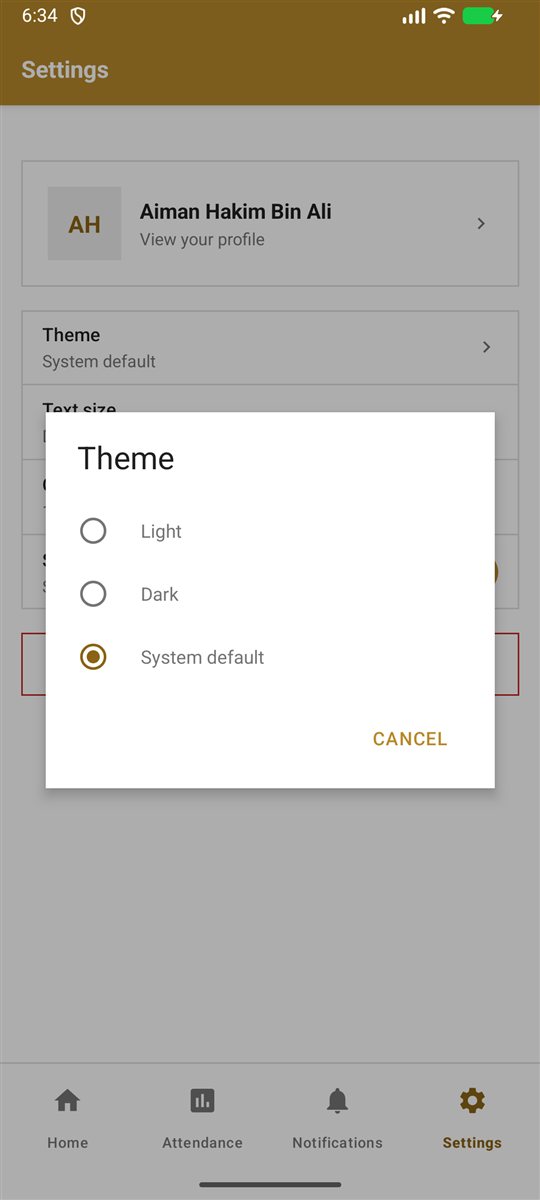 6:34
Settings
AH
Aiman Hakim Bin Ali
View your profile
Theme
System default
Text size
Theme
Light
Dark
System default
CANCEL
Home
Attendance
Notifications
Settings